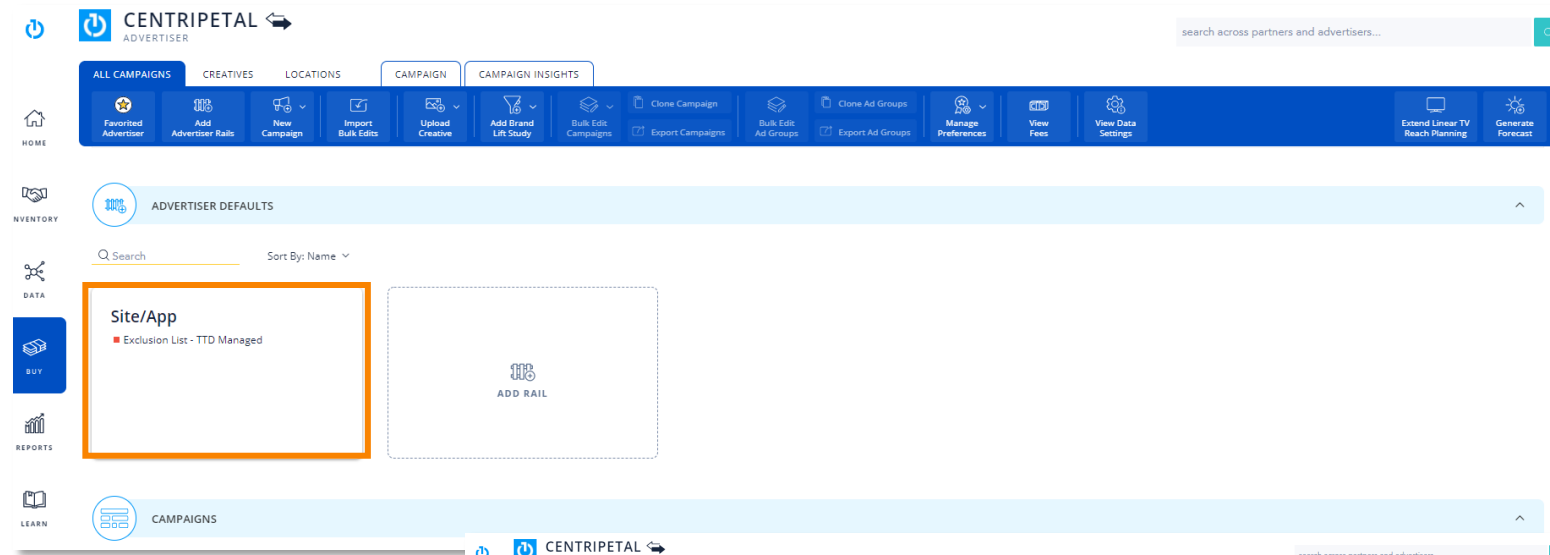 CENTRIPETAL
ADVERTISER
search across partners and advertisers...
ALL CAMPAIGNS CREATIVES LOCATIONS CAMPAIGN CAMPAIGN INSIGHTS
Favorited Advertiser
Add Advertiser Rails
New Campaign
Import Bulk Edits
Upload Creative
Add Brand Lift Study
Bulk Edit Campaigns
Clone Campaign
Export Campaigns
Bulk Edit Ad Groups
Clone Ad Groups
Export Ad Groups
Manage Preferences
View Fees
View Data Settings
Extend Linear TV Reach Planning
Generate Forecast
HOME
NVENTORY
DATA
BUY
REPORTS
LEARN
ADVERTISER DEFAULTS
Search Sort By: Name
Site/App
Exclusion List - TTD Managed
ADD RAIL
CAMPAIGNS
CENTRIPETAL